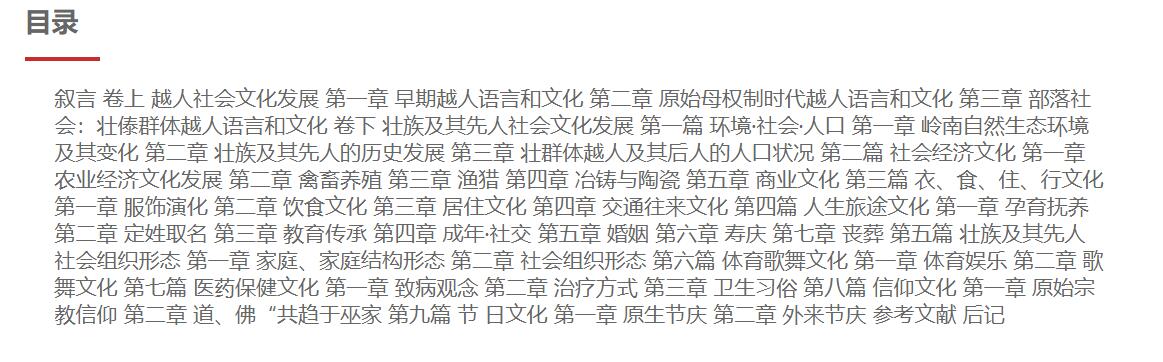 目录
叙言 卷上 越人社会文化发展 第一章 早期越人语言和文化 第二章 原始母权制时代越人语言和文化 第三章 部落社
会：壮傣群体越人语言和文化 卷下 壮族及其先人社会文化发展 第一篇 环境·社会·人口 第一章 岭南自然生态环境
及其变化 第二章 壮族及其先人的历史发展 第三章 壮群体越人及其后人的人口状况 第二篇 社会经济文化 第一章
农业经济文化发展 第二章 禽畜养殖 第三章 渔猎 第四章 冶铸与陶瓷 第五章 商业文化 第三篇 衣、食、住、行文化
第一章 服饰演化 第二章 饮食文化 第三章 居住文化 第四章 交通往来文化 第四篇 人生旅途文化 第一章 孕育抚养
第二章 定姓取名 第三章 教育传承 第四章 成年·社交 第五章 婚姻 第六章 寿庆 第七章 丧葬 第五篇 壮族及其先人
社会组织形态 第一章 家庭、家庭结构形态 第二章 社会组织形态 第六篇 体育歌舞文化 第一章 体育娱乐 第二章 歌
舞文化 第七篇 医药保健文化 第一章 致病观念 第二章 治疗方式 第三章 卫生习俗 第八篇 信仰文化 第一章 原始宗
教信仰 第二章 道、佛“共趋于巫家 第九篇 节 日文化 第一章 原生节庆 第二章 外来节庆 参考文献 后记